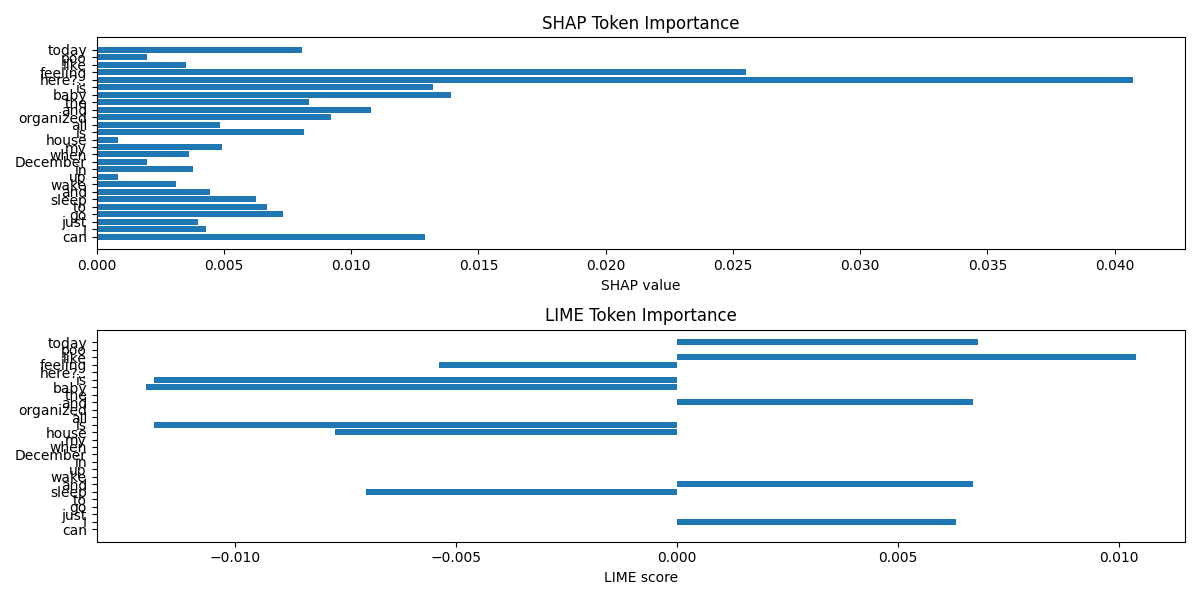 SHAP Token Importance
today
poo
like
feeling
here?..
is
baby
the
and
organized
all
is
house
my
when
December
in
up
wake
and
sleep
to
go
just
I
can
0.000 0.005 0.010 0.015 0.020 0.025 0.030 0.035 0.040
SHAP value
LIME Token Importance
today
poo
like
feeling
here?..
is
baby
the
and
organized
all
is
house
my
when
December
in
up
wake
and
sleep
to
go
just
I
can
−0.010 −0.005 0.000 0.005 0.010
LIME score